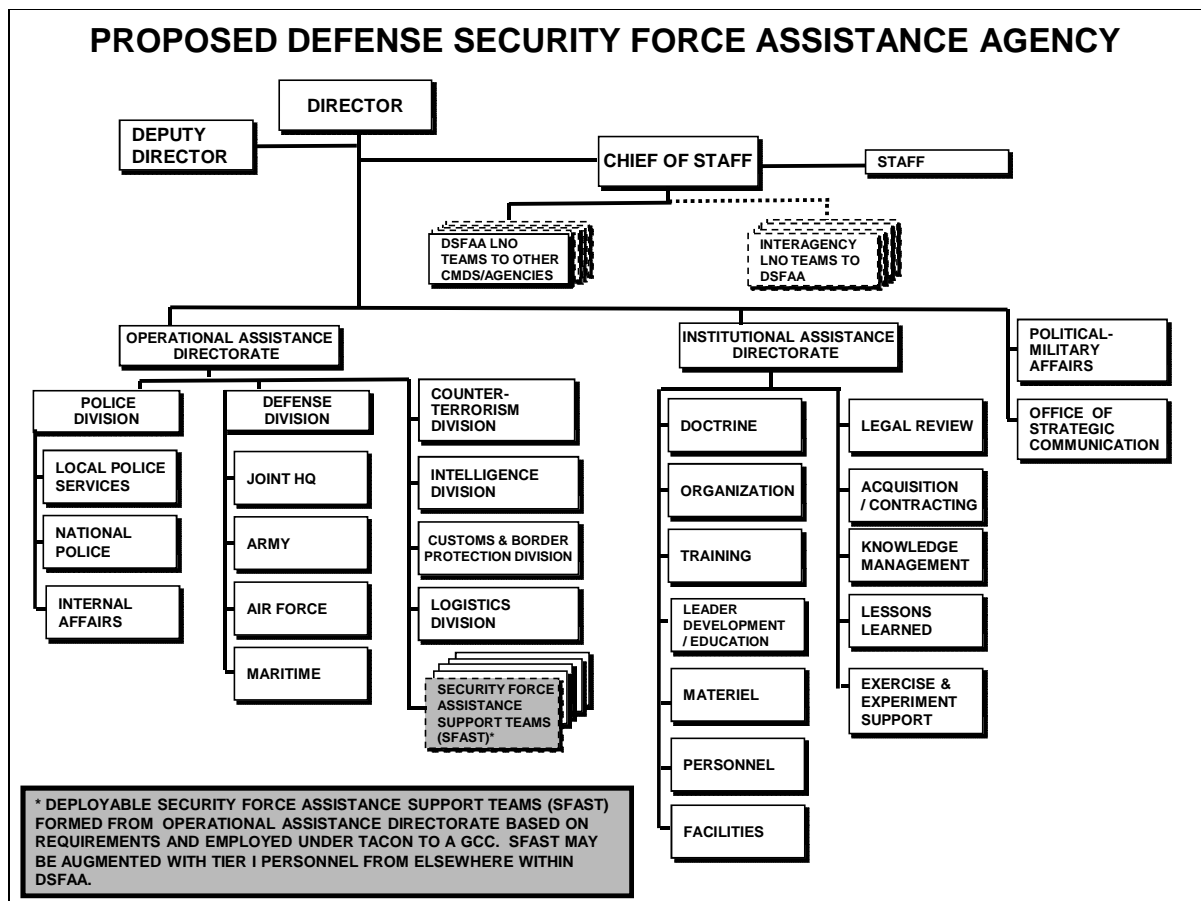 PROPOSED DEFENSE SECURITY FORCE ASSISTANCE AGENCY
DIRECTOR
DEPUTY
DIRECTOR
CHIEF OF STAFF
STAFF
DSFAA LNO
TEAMS TO OTHER
CMDS/AGENCIES
INTERAGENCY
LNO TEAMS TO
DSFAA
OPERATIONAL ASSISTANCE
DIRECTORATE
INSTITUTIONAL ASSISTANCE
DIRECTORATE
POLITICAL-
MILITARY
AFFAIRS
OFFICE OF
STRATEGIC
COMMUNICATION
POLICE
DIVISION
LOCAL POLICE
SERVICES
NATIONAL
POLICE
INTERNAL
AFFAIRS
DEFENSE
DIVISION
JOINT HQ
ARMY
AIR FORCE
MARITIME
COUNTER-
TERRORISM
DIVISION
INTELLIGENCE
DIVISION
CUSTOMS & BORDER
PROTECTION DIVISION
LOGISTICS
DIVISION
SECURITY FORCE
ASSISTANCE
SUPPORT TEAMS
(SFAST)*
DOCTRINE
ORGANIZATION
TRAINING
LEADER
DEVELOPMENT
/ EDUCATION
MATERIEL
PERSONNEL
FACILITIES
LEGAL REVIEW
ACQUISITION
/ CONTRACTING
KNOWLEDGE
MANAGEMENT
LESSONS
LEARNED
EXERCISE &
EXPERIMENT
SUPPORT
* DEPLOYABLE SECURITY FORCE ASSISTANCE SUPPORT TEAMS (SFAST)
FORMED FROM OPERATIONAL ASSISTANCE DIRECTORATE BASED ON
REQUIREMENTS AND EMPLOYED UNDER TACON TO A GCC. SFAST MAY
BE AUGMENTED WITH TIER I PERSONNEL FROM ELSEWHERE WITHIN
DSFAA.